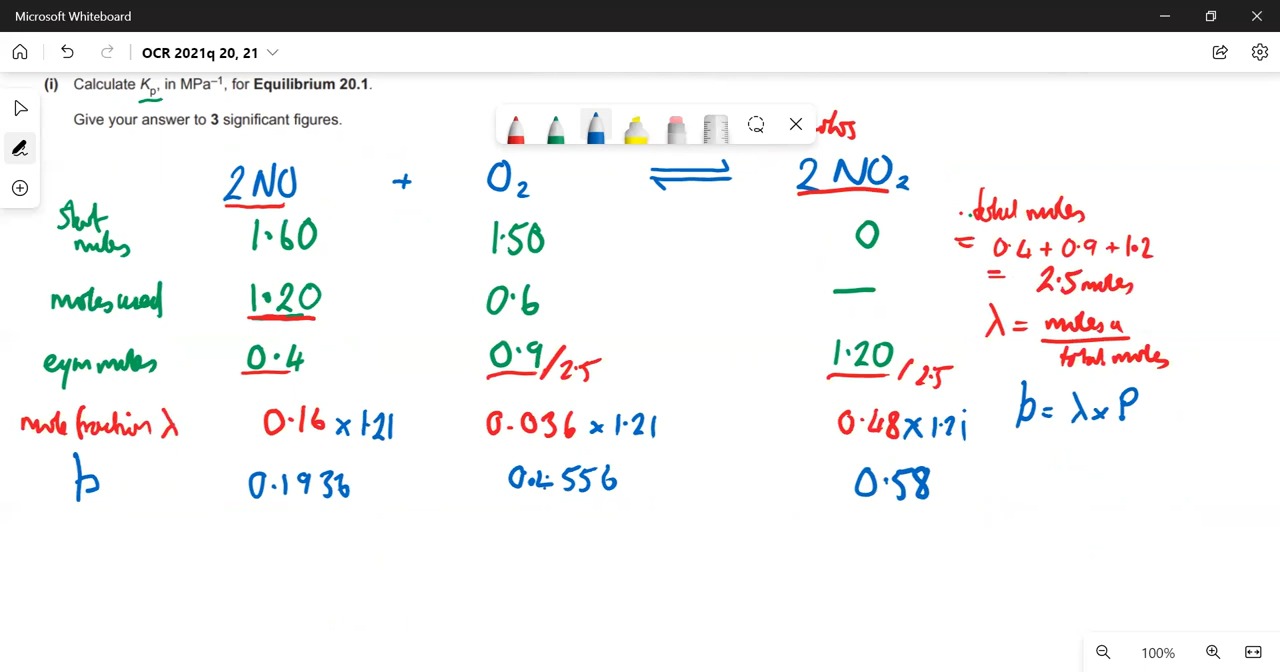 Microsoft Whiteboard
OCR 2021q 20, 21
(i) Calculate Kp, in MPa⁻¹, for Equilibrium 20.1.
Give your answer to 3 significant figures.
2NO + O₂ ⇌ 2NO₂
Start moles 1.60 1.50 0
moles used 1.20 0.6 —
eqm moles 0.4 0.9/2.5 1.20/2.5
mole fraction λ 0.16 x 1.21 0.036 x 1.21 0.48 x 1.21
p 0.1936 0.4556 0.58
∴ total moles
= 0.4 + 0.9 + 1.2
= 2.5 moles
λ = moles a / total moles
p = λ x P
100%